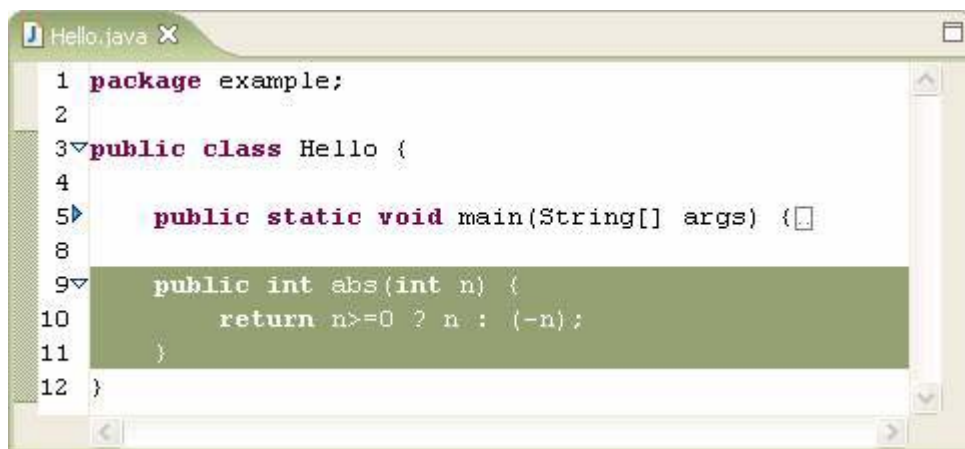 Hello.java
1 package example;
2
3 public class Hello {
4
5     public static void main(String[] args) {..
8
9     public int abs(int n) {
10         return n>=0 ? n : (-n);
11     }
12 }